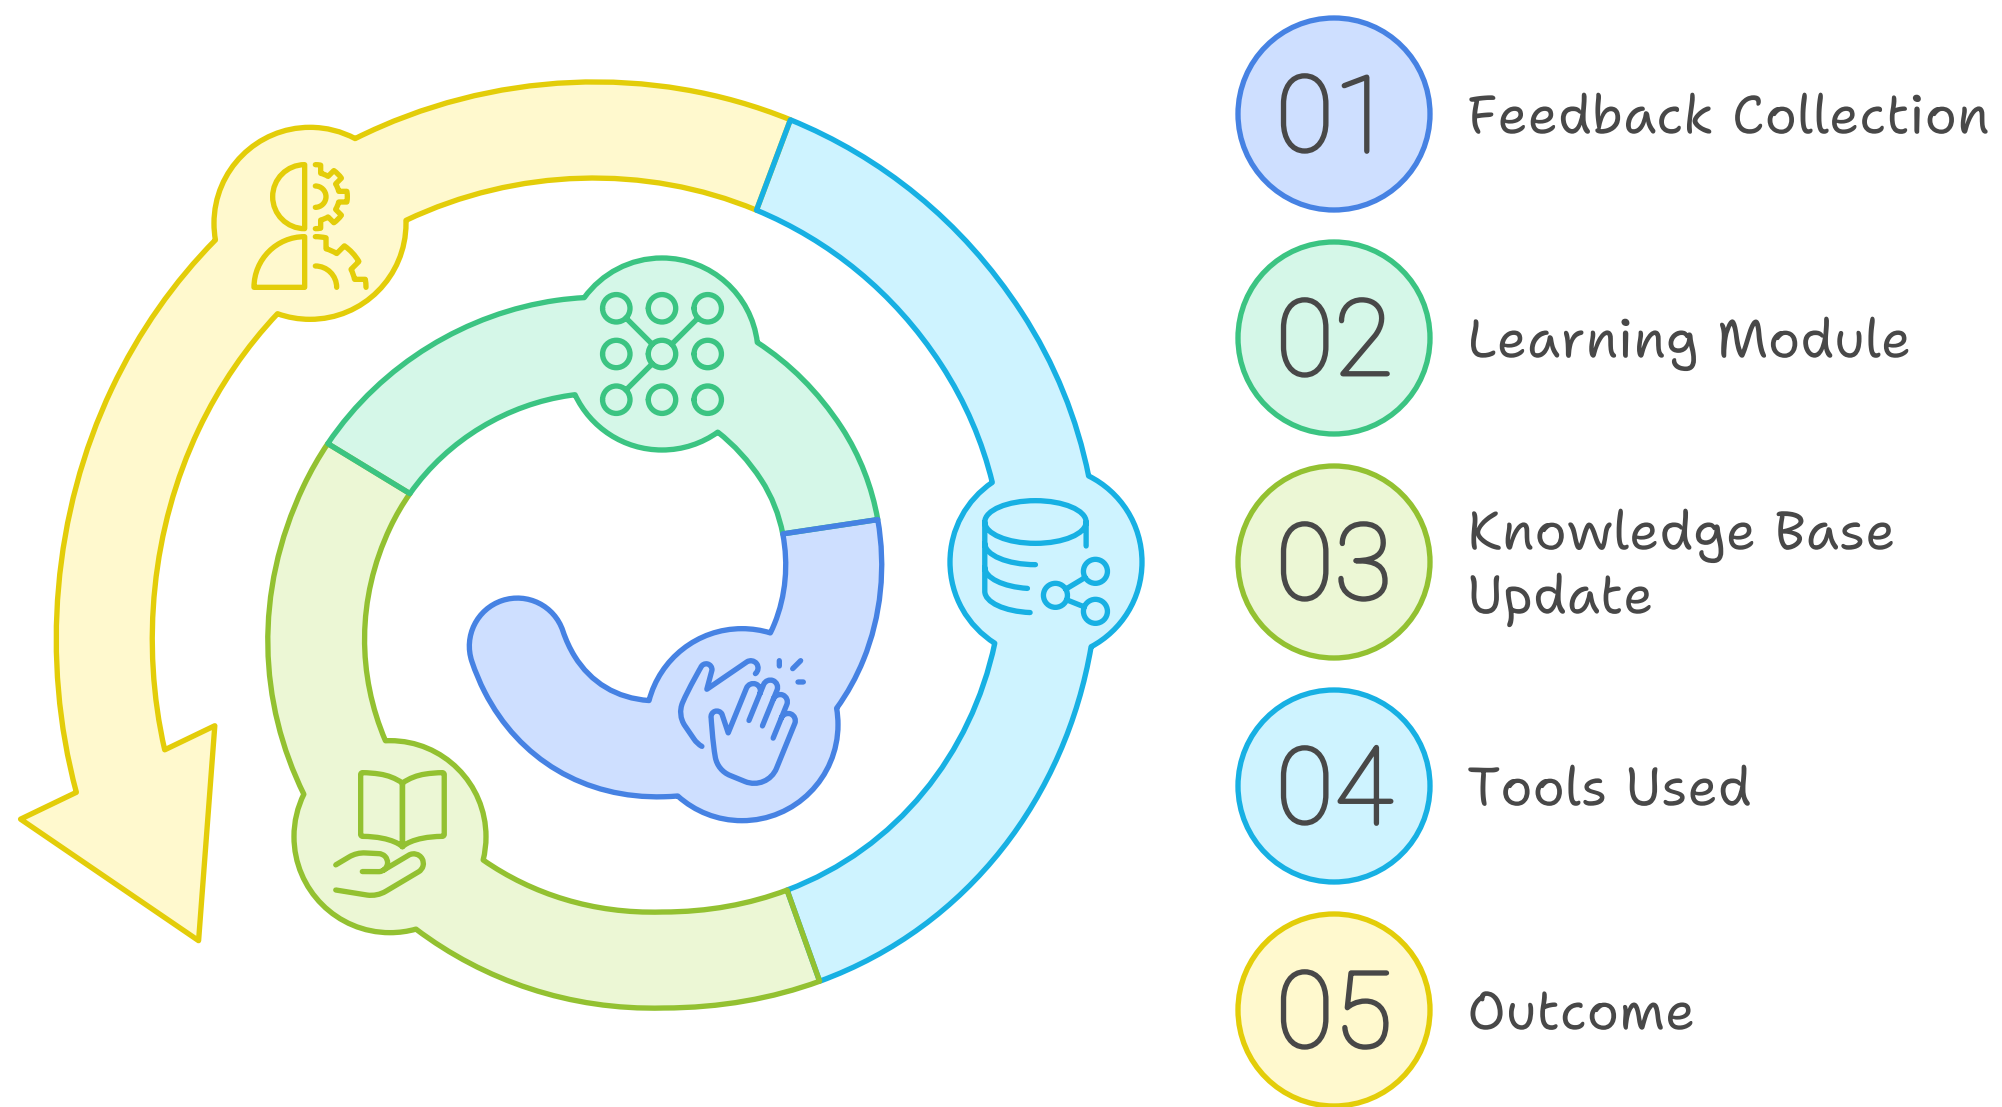 01
Feedback Collection
02
Learning Module
03
Knowledge Base
Update
04
Tools Used
05
Outcome